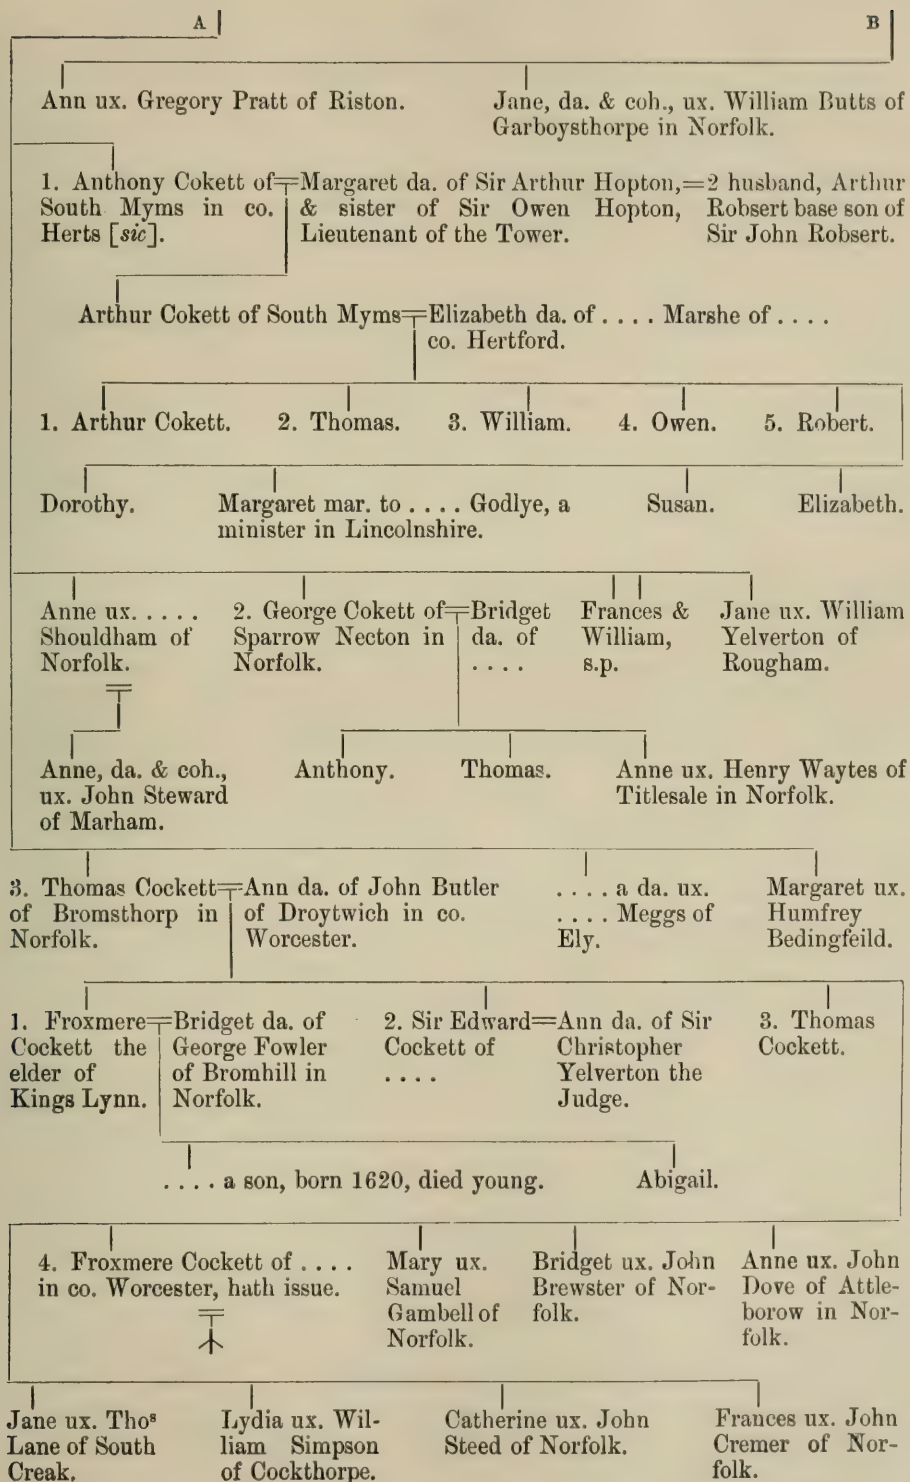 A B
Ann ux. Gregory Pratt of Riston.
Jane, da. & coh., ux. William Butts of
Garboysthorpe in Norfolk.
1. Anthony Cokett of
South Myms in co.
Herts [sic].
Margaret da. of Sir Arthur Hopton,
& sister of Sir Owen Hopton,
Lieutenant of the Tower.
2 husband, Arthur
Robsert base son of
Sir John Robsert.
Arthur Cokett of South Myms
Elizabeth da. of . . . . Marshe of . . . .
co. Hertford.
1. Arthur Cokett. 2. Thomas. 3. William. 4. Owen. 5. Robert.
Dorothy.
Margaret mar. to . . . . Godlye, a
minister in Lincolnshire.
Susan.
Elizabeth.
Anne ux. . . . .
Shouldham of
Norfolk.
2. George Cokett of
Sparrow Necton in
Norfolk.
Bridget
da. of
. . . .
Frances &
William,
s.p.
Jane ux. William
Yelverton of
Rougham.
Anne, da. & coh.,
ux. John Steward
of Marham.
Anthony.
Thomas.
Anne ux. Henry Waytes of
Titlesale in Norfolk.
3. Thomas Cockett
of Bromsthorp in
Norfolk.
Ann da. of John Butler
of Droytwich in co.
Worcester.
. . . . a da. ux.
. . . . Meggs of
Ely.
Margaret ux.
Humfrey
Bedingfeild.
1. Froxmere
Cockett the
elder of
Kings Lynn.
Bridget da. of
George Fowler
of Bromhill in
Norfolk.
2. Sir Edward
Cockett of
. . . .
Ann da. of Sir
Christopher
Yelverton the
Judge.
3. Thomas
Cockett.
. . . . a son, born 1620, died young.
Abigail.
4. Froxmere Cockett of . . . .
in co. Worcester, hath issue.
Mary ux.
Samuel
Gambell of
Norfolk.
Bridget ux. John
Brewster of Nor-
folk.
Anne ux. John
Dove of Attle-
borow in Nor-
folk.
Jane ux. Thoˢ
Lane of South
Creak.
Lydia ux. Wil-
liam Simpson
of Cockthorpe.
Catherine ux. John
Steed of Norfolk.
Frances ux. John
Cremer of Nor-
folk.